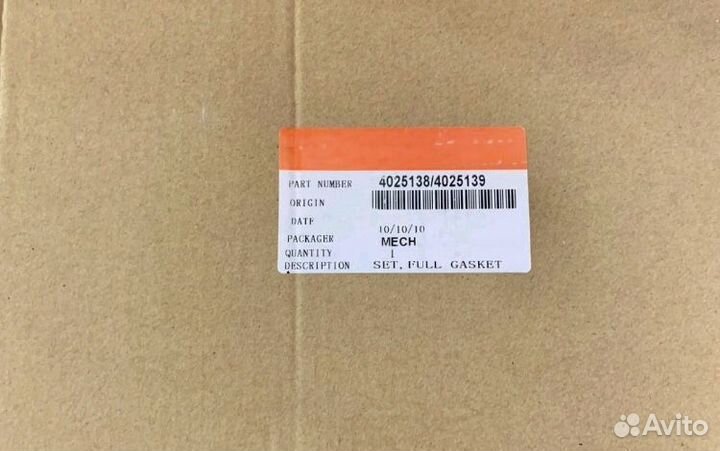 PART NUMBER 4025138/4025139
ORIGIN
DATE 10/10/10
PACKAGER MECH
QUANTITY 1
DESCRIPTION SET, FULL GASKET
Avito